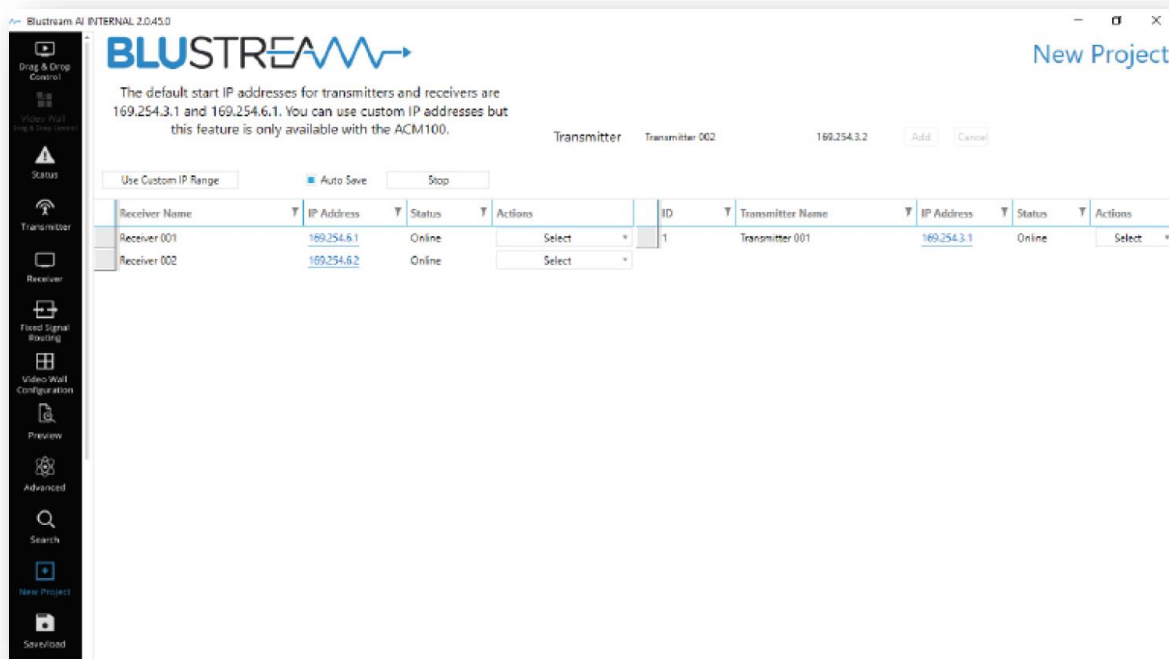 Blustream AI INTERNAL 2.0.45.0
BLUSTREAM
New Project
The default start IP addresses for transmitters and receivers are
169.254.3.1 and 169.254.6.1. You can use custom IP addresses but
this feature is only available with the ACM100.
Transmitter Transmitter 002 169.254.3.2 Add Cancel
Use Custom IP Range Auto Save Stop
Receiver Name IP Address Status Actions ID Transmitter Name IP Address Status Actions
Receiver 001 169.254.6.1 Online Select 1 Transmitter 001 169.254.3.1 Online Select
Receiver 002 169.254.6.2 Online Select
Drag & Drop
Control
Video Wall
Drag & Drop Control
Status
Transmitter
Receiver
Fixed Signal
Routing
Video Wall
Configuration
Preview
Advanced
Search
New Project
Save/load